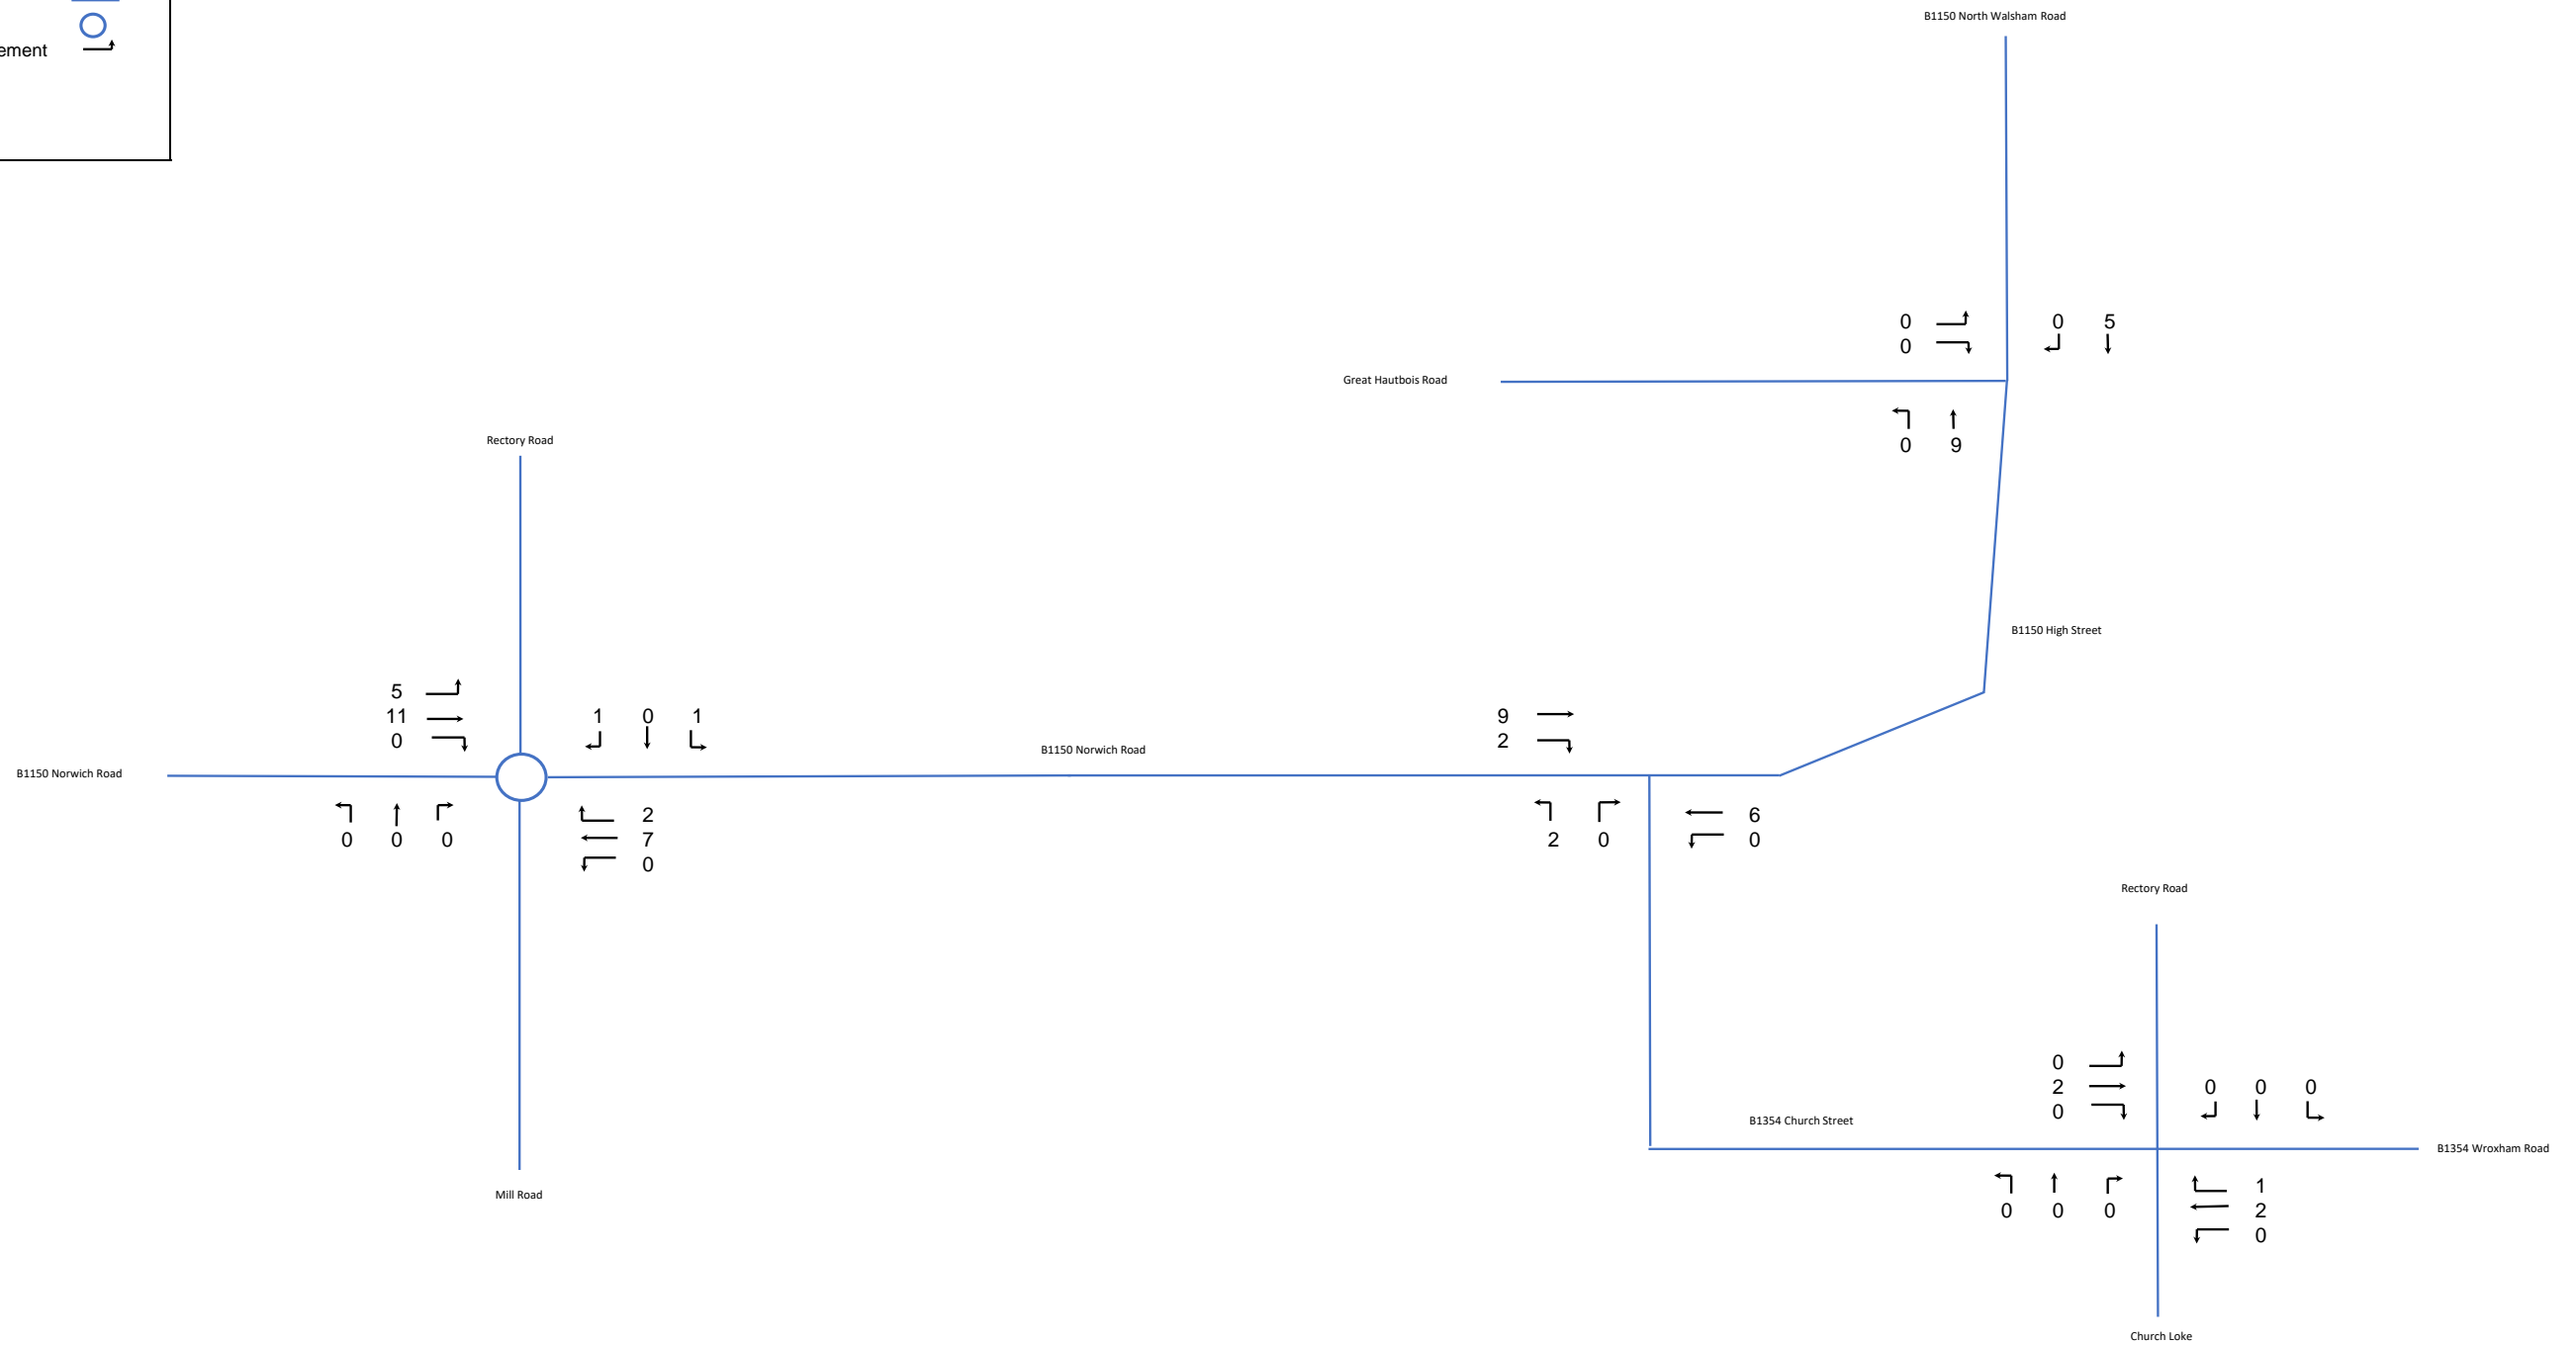 ement
B1150 North Walsham Road
0
0
0 5
Great Hautbois Road
0 9
Rectory Road
B1150 High Street
5
11
0
1 0 1
9
2
B1150 Norwich Road
B1150 Norwich Road
0 0 0
2
7
0
2 0
6
0
Rectory Road
0
2
0
0 0 0
B1354 Church Street
B1354 Wroxham Road
Mill Road
0 0 0
1
2
0
Church Loke